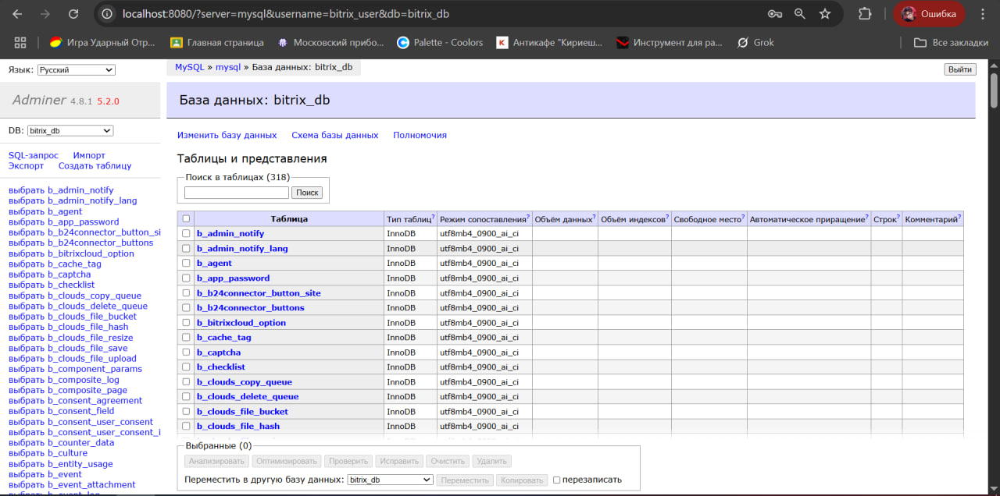 localhost:8080/?server=mysql&username=bitrix_user&db=bitrix_db
Ошибка
Игра Ударный Отр...
Главная страница
Московский прибо...
Palette - Coolors
Антикафе "Кириеш...
Инструмент для ра...
Grok
Все закладки
Язык: Русский
MySQL » mysql » База данных: bitrix_db
Выйти
Adminer 4.8.1 5.2.0
База данных: bitrix_db
DB: bitrix_db
SQL-запрос Импорт
Экспорт Создать таблицу
выбрать b_admin_notify
выбрать b_admin_notify_lang
выбрать b_agent
выбрать b_app_password
выбрать b_b24connector_button_si
выбрать b_b24connector_buttons
выбрать b_bitrixcloud_option
выбрать b_cache_tag
выбрать b_captcha
выбрать b_checklist
выбрать b_clouds_copy_queue
выбрать b_clouds_delete_queue
выбрать b_clouds_file_bucket
выбрать b_clouds_file_hash
выбрать b_clouds_file_resize
выбрать b_clouds_file_save
выбрать b_clouds_file_upload
выбрать b_component_params
выбрать b_composite_log
выбрать b_composite_page
выбрать b_consent_agreement
выбрать b_consent_field
выбрать b_consent_user_consent
выбрать b_consent_user_consent_i
выбрать b_counter_data
выбрать b_culture
выбрать b_entity_usage
выбрать b_event
выбрать b_event_attachment
выбрать b_event_log
Изменить базу данных Схема базы данных Полномочия
Таблицы и представления
Поиск в таблицах (318)
Поиск
Таблица Тип таблиц? Режим сопоставления? Объём данных? Объём индексов? Свободное место? Автоматическое приращение? Строк? Комментарий?
b_admin_notify InnoDB utf8mb4_0900_ai_ci
b_admin_notify_lang InnoDB utf8mb4_0900_ai_ci
b_agent InnoDB utf8mb4_0900_ai_ci
b_app_password InnoDB utf8mb4_0900_ai_ci
b_b24connector_button_site InnoDB utf8mb4_0900_ai_ci
b_b24connector_buttons InnoDB utf8mb4_0900_ai_ci
b_bitrixcloud_option InnoDB utf8mb4_0900_ai_ci
b_cache_tag InnoDB utf8mb4_0900_ai_ci
b_captcha InnoDB utf8mb4_0900_ai_ci
b_checklist InnoDB utf8mb4_0900_ai_ci
b_clouds_copy_queue InnoDB utf8mb4_0900_ai_ci
b_clouds_delete_queue InnoDB utf8mb4_0900_ai_ci
b_clouds_file_bucket InnoDB utf8mb4_0900_ai_ci
b_clouds_file_hash InnoDB utf8mb4_0900_ai_ci
Выбранные (0)
Анализировать Оптимизировать Проверить Исправить Очистить Удалить
Переместить в другую базу данных: bitrix_db Переместить Копировать перезаписать